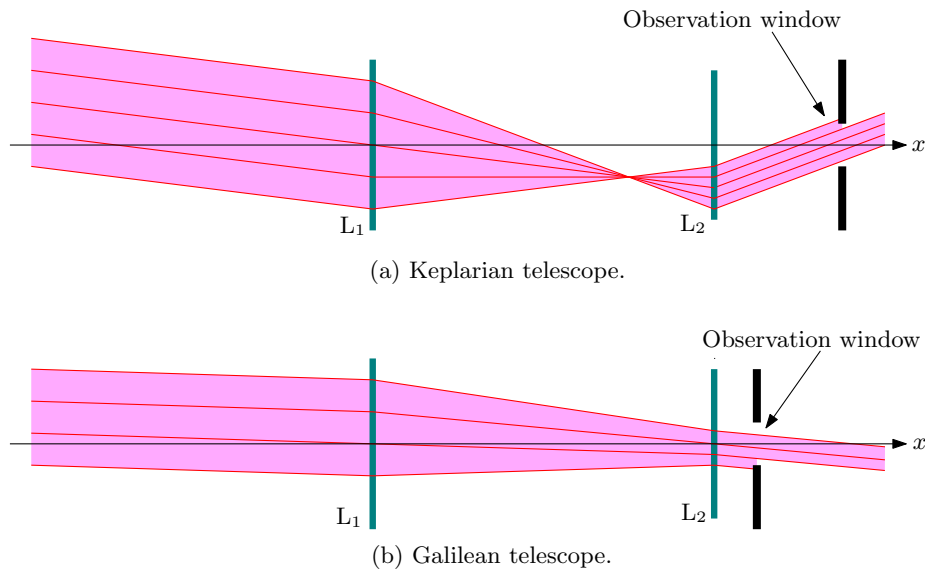 Observation window
x
L1
L2
(a) Keplarian telescope.
Observation window
x
L1
L2
(b) Galilean telescope.